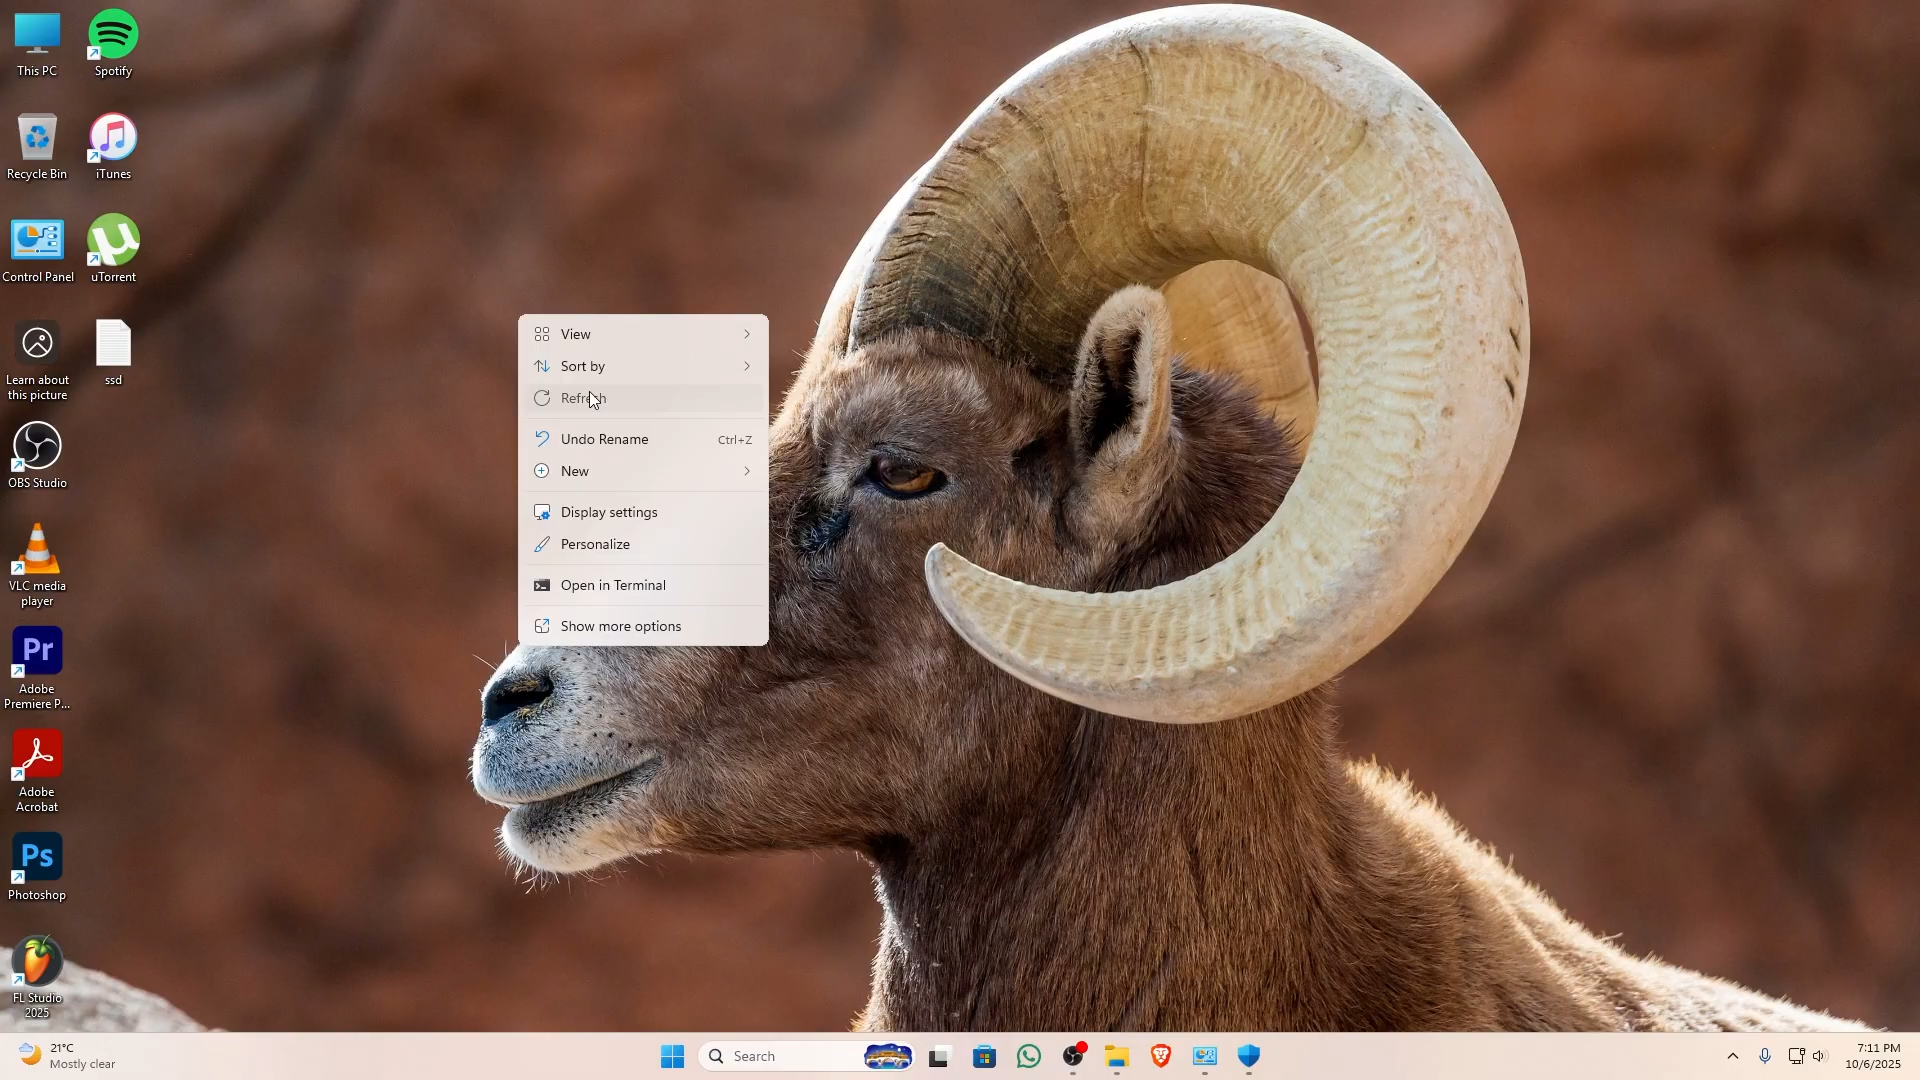 This PC
Spotify
Recycle Bin
iTunes
Control Panel
uTorrent
Learn about
this picture
ssd
OBS Studio
VLC media
player
Pr
Adobe
Premiere P...
Adobe
Acrobat
Ps
Photoshop
FL Studio
2025
View
Sort by
Refresh
Undo Rename Ctrl+Z
New
Display settings
Personalize
Open in Terminal
Show more options
21°C
Mostly clear
Search
7:11 PM
10/6/2025